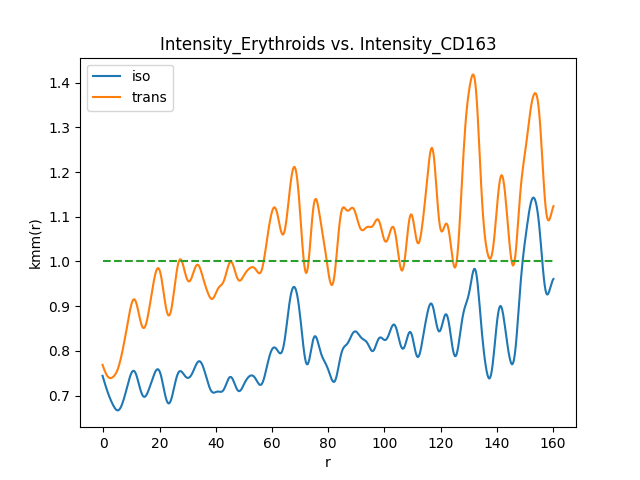 Intensity_Erythroids vs. Intensity_CD163
iso
trans
kmm(r)
1.4
1.3
1.2
1.1
1.0
0.9
0.8
0.7
0 20 40 60 80 100 120 140 160
r